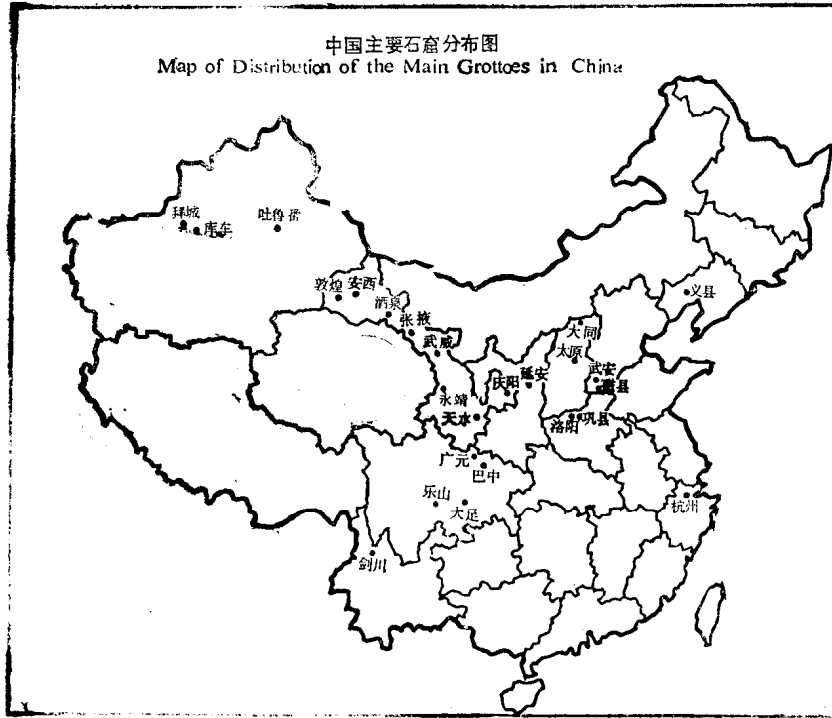 中国主要石窟分布图
Map of Distribution of the Main Grottoes in China
拜城
库车
吐鲁番
敦煌
安西
酒泉
张掖
武威
永靖
天水
庆阳
延安
大同
太原
武安
磁县
洛阳
巩县
义县
广元
巴中
乐山
大足
剑川
杭州